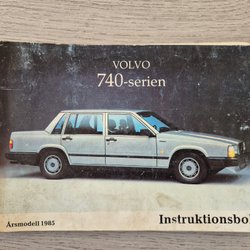 VOLVO
740-serien
Årsmodell 1985
Instruktionsbo